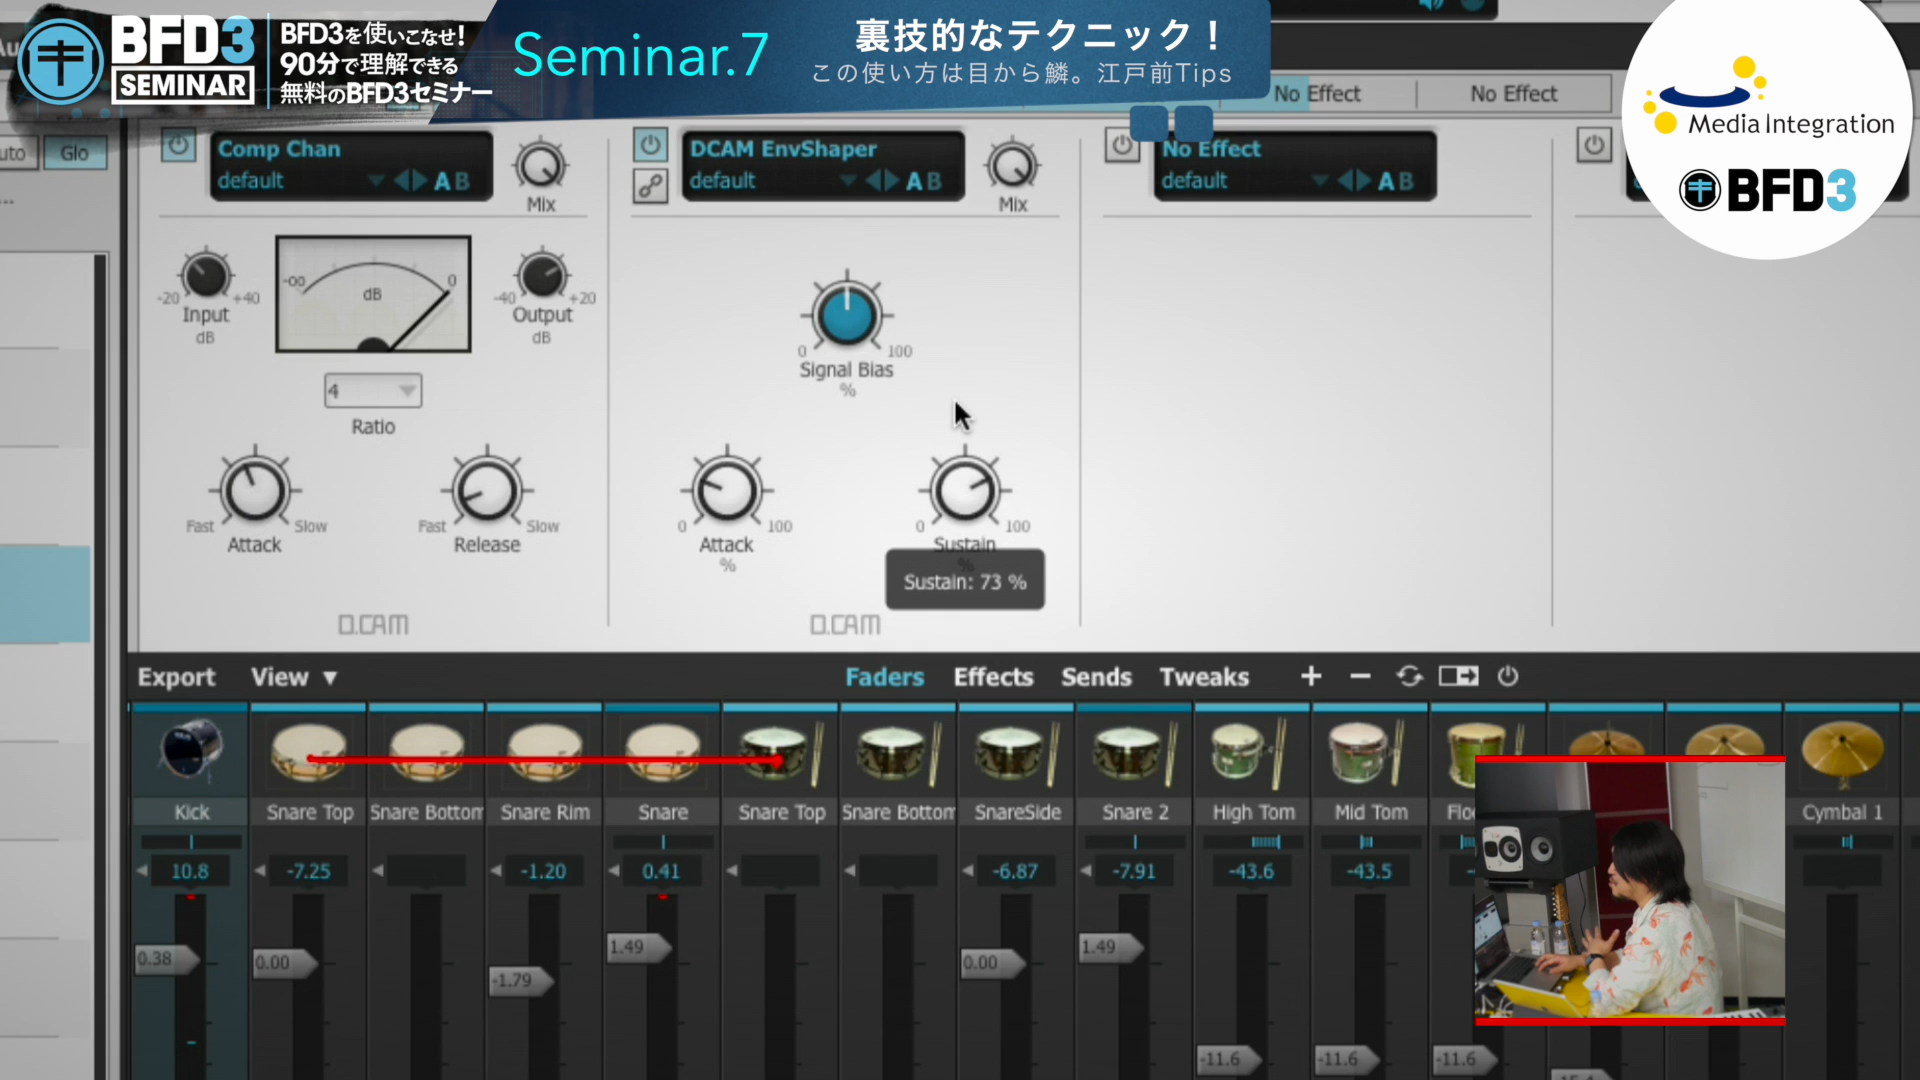 BFD3
SEMINAR
BFD3を使いこなせ!
90分で理解できる
無料のBFD3セミナー
Seminar.7
裏技的なテクニック！
この使い方は目から鱗。江戸前Tips
Media Integration
BFD3
No Effect
No Effect
uto
Glo
Comp Chan
default
A B
Mix
DCAM EnvShaper
default
A B
Mix
No Effect
default
A B
-20
+40
Input
dB
-oo
dB
0
-40
+20
Output
dB
4
Ratio
Fast
Slow
Attack
Fast
Slow
Release
0
100
Signal Bias
%
0
100
Attack
%
0
100
Sustain
%
Sustain: 73 %
D.CAM
D.CAM
Export
View
Faders
Effects
Sends
Tweaks
Kick
Snare Top
Snare Bottom
Snare Rim
Snare
Snare Top
Snare Bottom
SnareSide
Snare 2
High Tom
Mid Tom
Floo
Cymbal 1
10.8
-7.25
-1.20
0.41
-6.87
-7.91
-43.6
-43.5
0.38
0.00
-1.79
1.49
0.00
1.49
-11.6
-11.6
-11.6